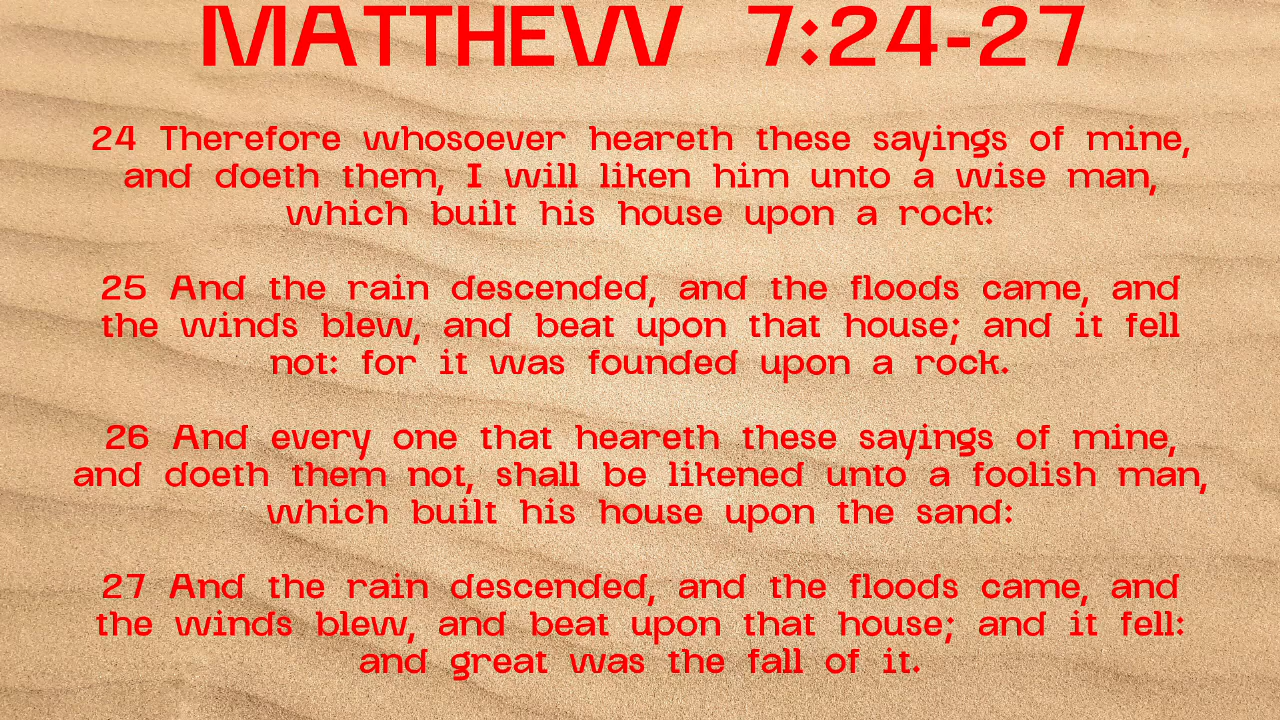 MATTHEW 7:24-27
24 Therefore whosoever heareth these sayings of mine,
and doeth them, I will liken him unto a wise man,
which built his house upon a rock:
25 And the rain descended, and the floods came, and
the winds blew, and beat upon that house; and it fell
not: for it was founded upon a rock.
26 And every one that heareth these sayings of mine,
and doeth them not, shall be likened unto a foolish man,
which built his house upon the sand:
27 And the rain descended, and the floods came, and
the winds blew, and beat upon that house; and it fell:
and great was the fall of it.